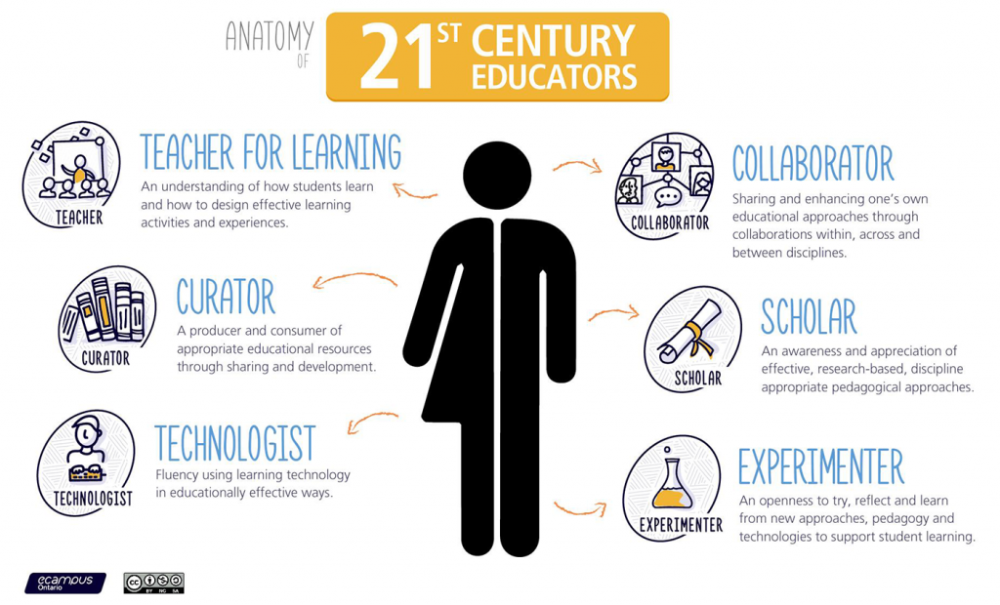 ANATOMY
OF
21ST CENTURY
EDUCATORS
TEACHER
TEACHER FOR LEARNING
An understanding of how students learn
and how to design effective learning
activities and experiences.
CURATOR
CURATOR
A producer and consumer of
appropriate educational resources
through sharing and development.
TECHNOLOGIST
TECHNOLOGIST
Fluency using learning technology
in educationally effective ways.
COLLABORATOR
COLLABORATOR
Sharing and enhancing one's own
educational approaches through
collaborations within, across and
between disciplines.
SCHOLAR
SCHOLAR
An awareness and appreciation of
effective, research-based, discipline
appropriate pedagogical approaches.
EXPERIMENTER
EXPERIMENTER
An openness to try, reflect and learn
from new approaches, pedagogy and
technologies to support student learning.
ecampus
Ontario
cc
BY NC SA